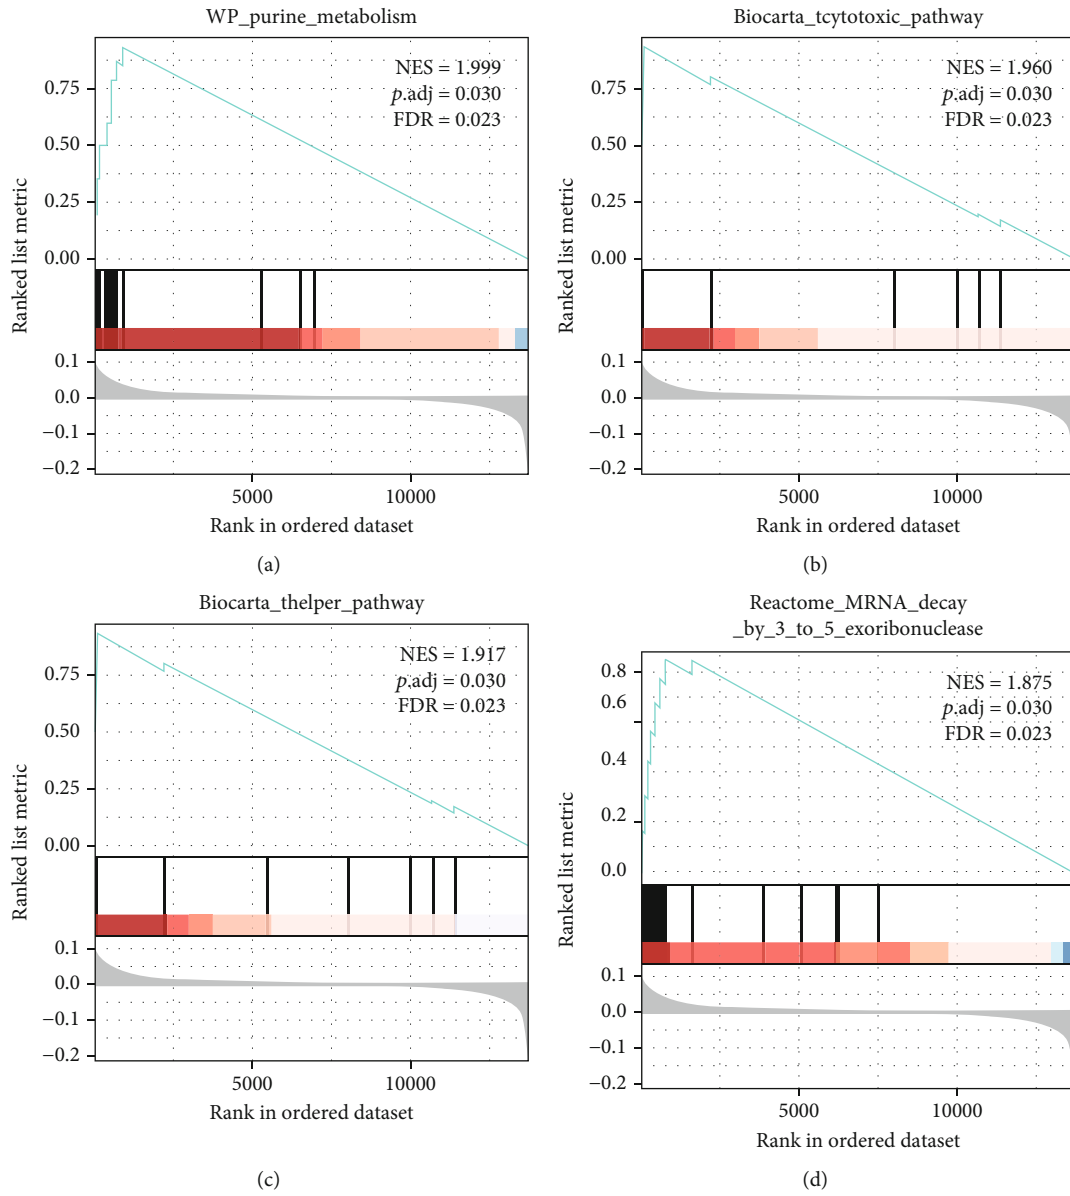 WP_purine_metabolism
NES = 1.999
p.adj = 0.030
FDR = 0.023
Ranked list metric
0.75
0.50
0.25
0.00
0.1
0.0
−0.1
−0.2
5000
10000
Rank in ordered dataset
(a)
Biocarta_tcytotoxic_pathway
NES = 1.960
p.adj = 0.030
FDR = 0.023
Ranked list metric
0.75
0.50
0.25
0.00
0.1
0.0
−0.1
−0.2
5000
10000
Rank in ordered dataset
(b)
Biocarta_thelper_pathway
NES = 1.917
p.adj = 0.030
FDR = 0.023
Ranked list metric
0.75
0.50
0.25
0.00
0.1
0.0
−0.1
−0.2
5000
10000
Rank in ordered dataset
(c)
Reactome_MRNA_decay
_by_3_to_5_exoribonuclease
NES = 1.875
p.adj = 0.030
FDR = 0.023
Ranked list metric
0.8
0.6
0.4
0.2
0.0
0.1
0.0
−0.1
−0.2
5000
10000
Rank in ordered dataset
(d)